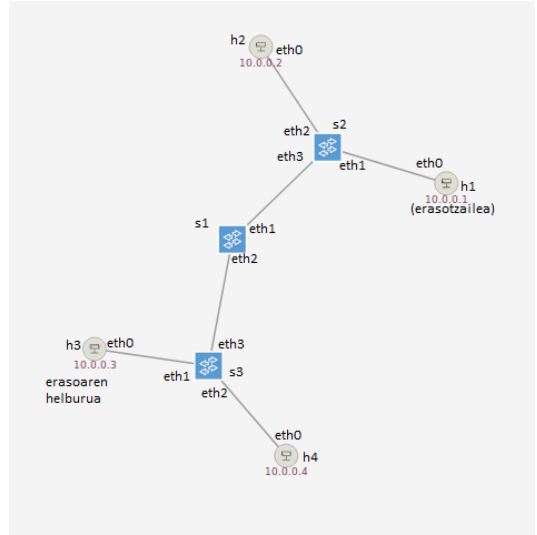 h2
eth0
10.0.0.2
eth2
s2
eth3
eth1
eth0
h1
10.0.0.1
(erasotzailea)
s1
eth1
eth2
h3
eth0
10.0.0.3
erasoaren
helburua
eth3
eth1
s3
eth2
eth0
h4
10.0.0.4